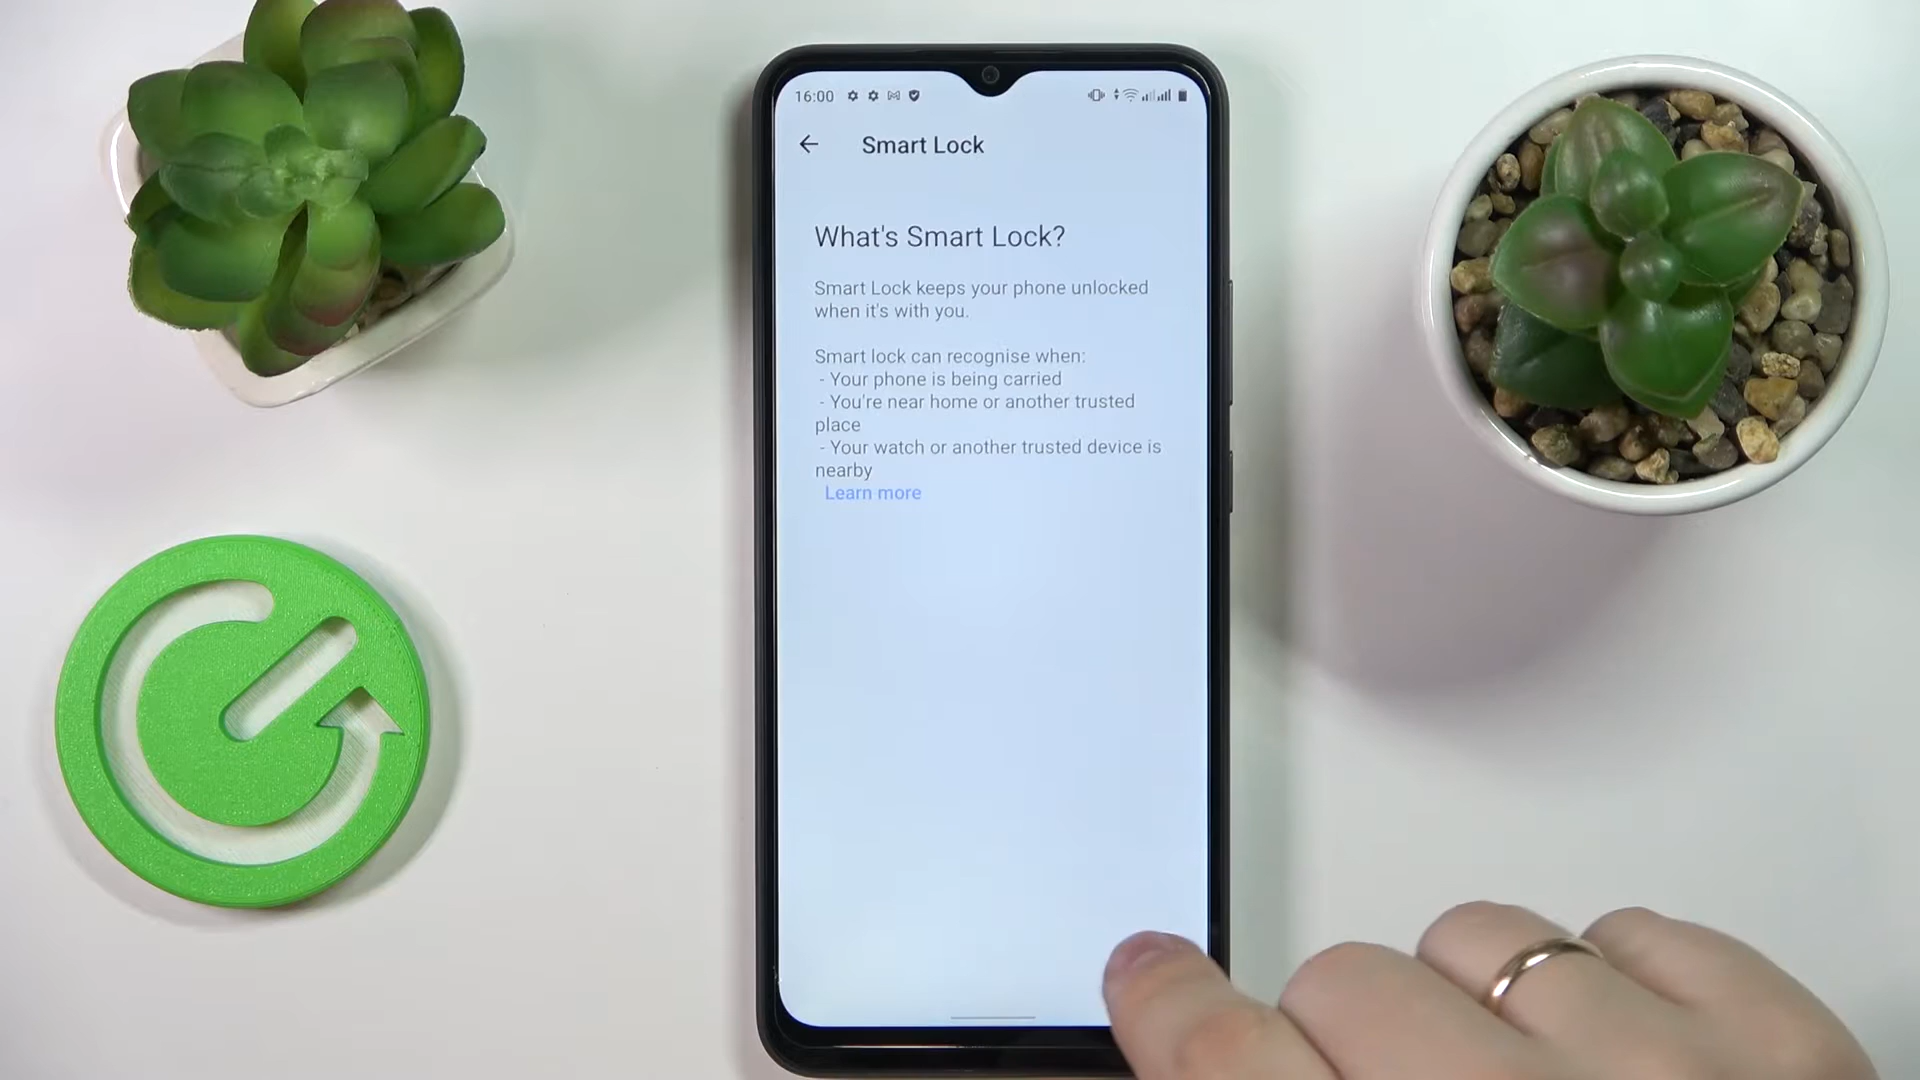 16:00
Smart Lock
What's Smart Lock?
Smart Lock keeps your phone unlocked
when it's with you.
Smart lock can recognise when:
- Your phone is being carried
- You're near home or another trusted
place
- Your watch or another trusted device is
nearby
Learn more